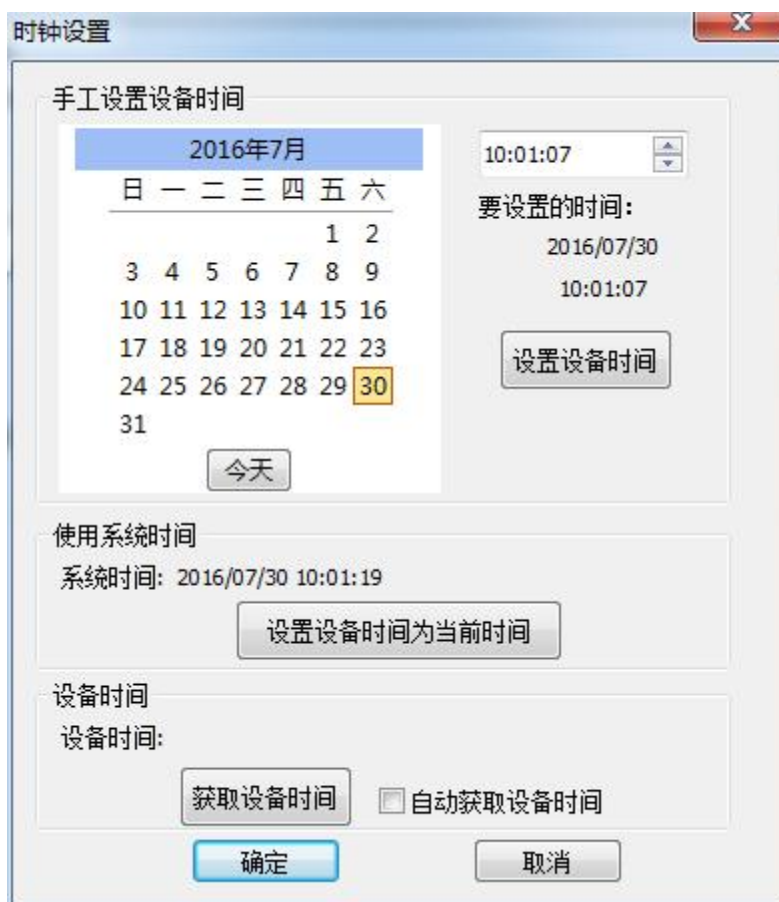 时钟设置
手工设置设备时间
2016年7月
日 一 二 三 四 五 六
1 2
3 4 5 6 7 8 9
10 11 12 13 14 15 16
17 18 19 20 21 22 23
24 25 26 27 28 29 30
31
今天
10:01:07
要设置的时间:
2016/07/30
10:01:07
设置设备时间
使用系统时间
系统时间: 2016/07/30 10:01:19
设置设备时间为当前时间
设备时间
设备时间:
获取设备时间 自动获取设备时间
确定 取消